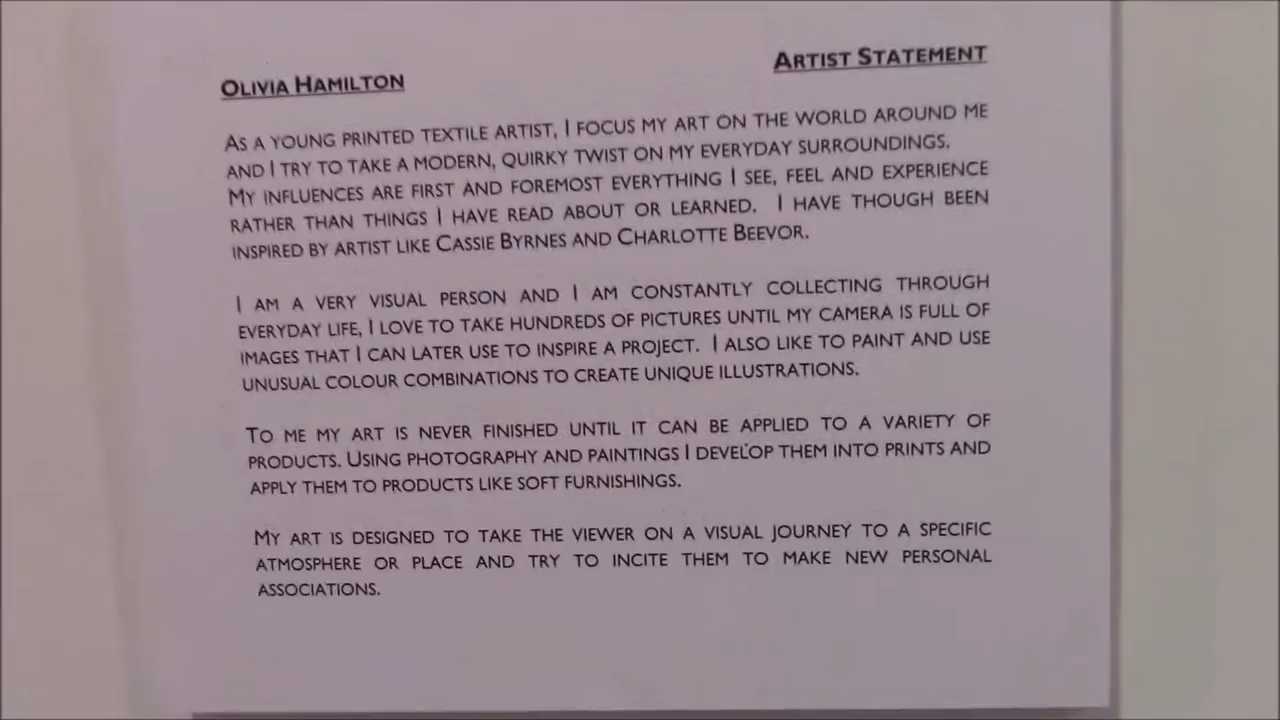 OLIVIA HAMILTON ARTIST STATEMENT
AS A YOUNG PRINTED TEXTILE ARTIST, I FOCUS MY ART ON THE WORLD AROUND ME
AND I TRY TO TAKE A MODERN, QUIRKY TWIST ON MY EVERYDAY SURROUNDINGS.
MY INFLUENCES ARE FIRST AND FOREMOST EVERYTHING I SEE, FEEL AND EXPERIENCE
RATHER THAN THINGS I HAVE READ ABOUT OR LEARNED. I HAVE THOUGH BEEN
INSPIRED BY ARTIST LIKE CASSIE BYRNES AND CHARLOTTE BEEVOR.
I AM A VERY VISUAL PERSON AND I AM CONSTANTLY COLLECTING THROUGH
EVERYDAY LIFE, I LOVE TO TAKE HUNDREDS OF PICTURES UNTIL MY CAMERA IS FULL OF
IMAGES THAT I CAN LATER USE TO INSPIRE A PROJECT. I ALSO LIKE TO PAINT AND USE
UNUSUAL COLOUR COMBINATIONS TO CREATE UNIQUE ILLUSTRATIONS.
TO ME MY ART IS NEVER FINISHED UNTIL IT CAN BE APPLIED TO A VARIETY OF
PRODUCTS. USING PHOTOGRAPHY AND PAINTINGS I DEVELOP THEM INTO PRINTS AND
APPLY THEM TO PRODUCTS LIKE SOFT FURNISHINGS.
MY ART IS DESIGNED TO TAKE THE VIEWER ON A VISUAL JOURNEY TO A SPECIFIC
ATMOSPHERE OR PLACE AND TRY TO INCITE THEM TO MAKE NEW PERSONAL
ASSOCIATIONS.